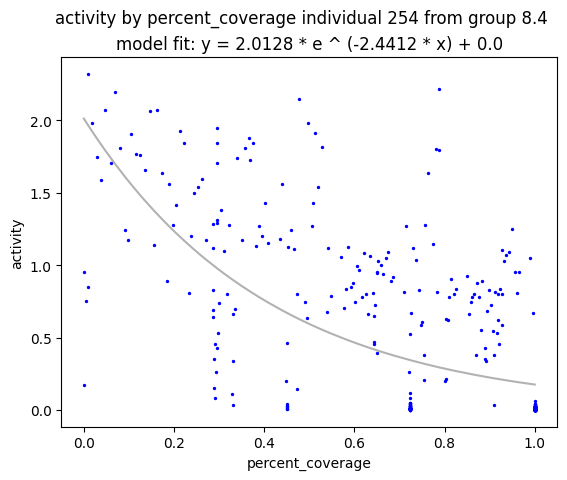 activity by percent_coverage individual 254 from group 8.4
model fit: y = 2.0128 * e ^ (-2.4412 * x) + 0.0
activity
2.0
1.5
1.0
0.5
0.0
0.0 0.2 0.4 0.6 0.8 1.0
percent_coverage